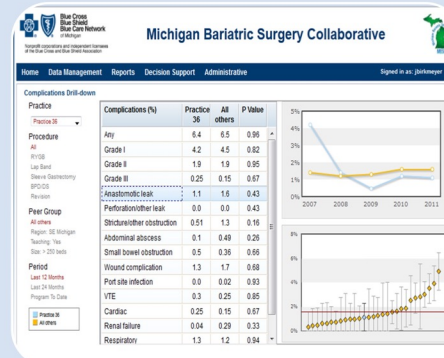 Blue Cross
Blue Shield
Blue Care Network
of Michigan
Nonprofit corporations and independent licensees
of the Blue Cross and Blue Shield Association
Michigan Bariatric Surgery Collaborative
Home Data Management Reports Decision Support Administrative Signed in as: jbirkmeyer
Complications Drill-down
Practice
Practice 36
Procedure
All
RYGB
Lap Band
Sleeve Gastrectomy
BPD/DS
Revision
Peer Group
All others
Region: SE Michigan
Teaching: Yes
Size: > 250 beds
Period
Last 12 Months
Last 24 Months
Program To Date
Practice 36
All others
Complications (%) Practice 36 All others P Value
Any 6.4 6.5 0.96
Grade I 4.2 4.5 0.82
Grade II 1.9 1.9 0.95
Grade III 0.25 0.15 0.67
Anastomotic leak 1.1 1.6 0.43
Perforation/other leak 0.0 0.0 0.43
Stricture/other obstruction 0.51 1.3 0.16
Abdominal abscess 0.1 0.49 0.26
Small bowel obstruction 0.5 0.36 0.66
Wound complication 1.3 1.7 0.68
Port site infection 0.0 0.02 0.93
VTE 0.3 0.25 0.85
Cardiac 0.25 0.15 0.67
Renal failure 0.04 0.29 0.33
Respiratory 1.3 1.2 0.94
5%
4%
3%
2%
1%
0%
2007 2008 2009 2010 2011
8%
6%
4%
2%
0%